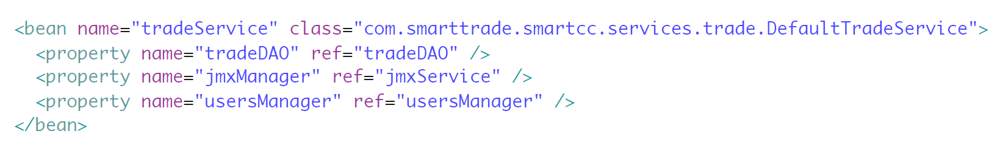 <bean name="tradeService" class="com.smarttrade.smartcc.services.trade.DefaultTradeService">
  <property name="tradeDAO" ref="tradeDAO" />
  <property name="jmxManager" ref="jmxService" />
  <property name="usersManager" ref="usersManager" />
</bean>